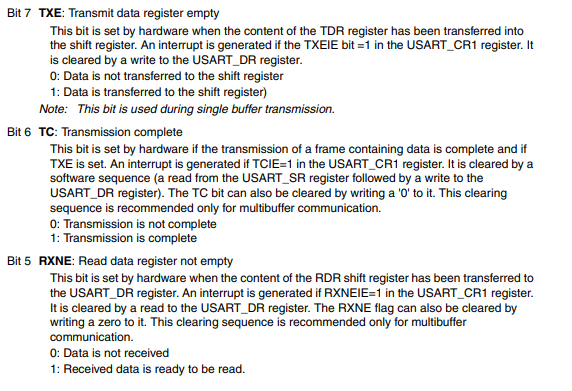 Bit 7 TXE: Transmit data register empty
This bit is set by hardware when the content of the TDR register has been transferred into
the shift register. An interrupt is generated if the TXEIE bit =1 in the USART_CR1 register. It
is cleared by a write to the USART_DR register.
0: Data is not transferred to the shift register
1: Data is transferred to the shift register)
Note: This bit is used during single buffer transmission.
Bit 6 TC: Transmission complete
This bit is set by hardware if the transmission of a frame containing data is complete and if
TXE is set. An interrupt is generated if TCIE=1 in the USART_CR1 register. It is cleared by a
software sequence (a read from the USART_SR register followed by a write to the
USART_DR register). The TC bit can also be cleared by writing a '0' to it. This clearing
sequence is recommended only for multibuffer communication.
0: Transmission is not complete
1: Transmission is complete
Bit 5 RXNE: Read data register not empty
This bit is set by hardware when the content of the RDR shift register has been transferred to
the USART_DR register. An interrupt is generated if RXNEIE=1 in the USART_CR1 register.
It is cleared by a read to the USART_DR register. The RXNE flag can also be cleared by
writing a zero to it. This clearing sequence is recommended only for multibuffer
communication.
0: Data is not received
1: Received data is ready to be read.